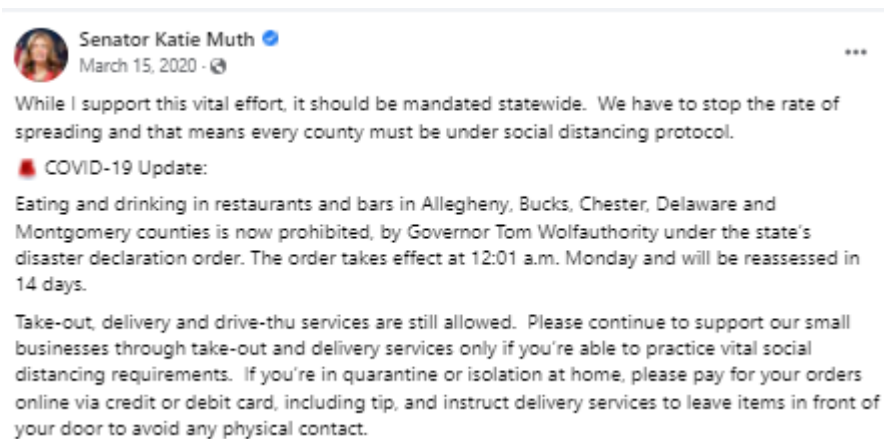 Senator Katie Muth
March 15, 2020 ·
While I support this vital effort, it should be mandated statewide. We have to stop the rate of
spreading and that means every county must be under social distancing protocol.
COVID-19 Update:
Eating and drinking in restaurants and bars in Allegheny, Bucks, Chester, Delaware and
Montgomery counties is now prohibited, by Governor Tom Wolfauthority under the state's
disaster declaration order. The order takes effect at 12:01 a.m. Monday and will be reassessed in
14 days.
Take-out, delivery and drive-thu services are still allowed. Please continue to support our small
businesses through take-out and delivery services only if you're able to practice vital social
distancing requirements. If you're in quarantine or isolation at home, please pay for your orders
online via credit or debit card, including tip, and instruct delivery services to leave items in front of
your door to avoid any physical contact.